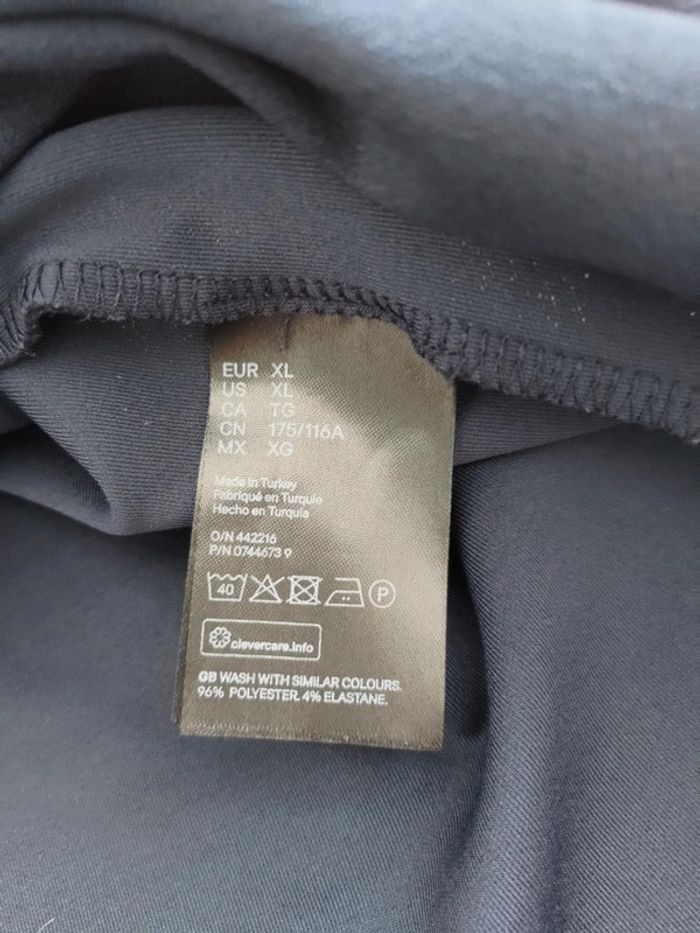 EUR XL
US XL
CA TG
CN 175/116A
MX XG
Made in Turkey
Fabriqué en Turquie
Hecho en Turquía
O/N 442216
P/N 0744673 9
40
P
clevercare.info
GB WASH WITH SIMILAR COLOURS.
96% POLYESTER, 4% ELASTANE.